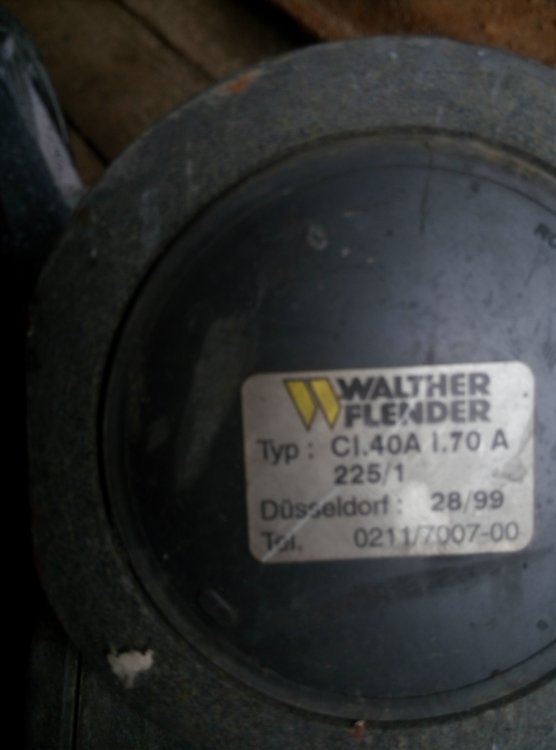 WALTHER
FLENDER
Typ : CI.40A I.70 A
225/1
Düsseldorf : 28/99
Tel. 0211/7007-00